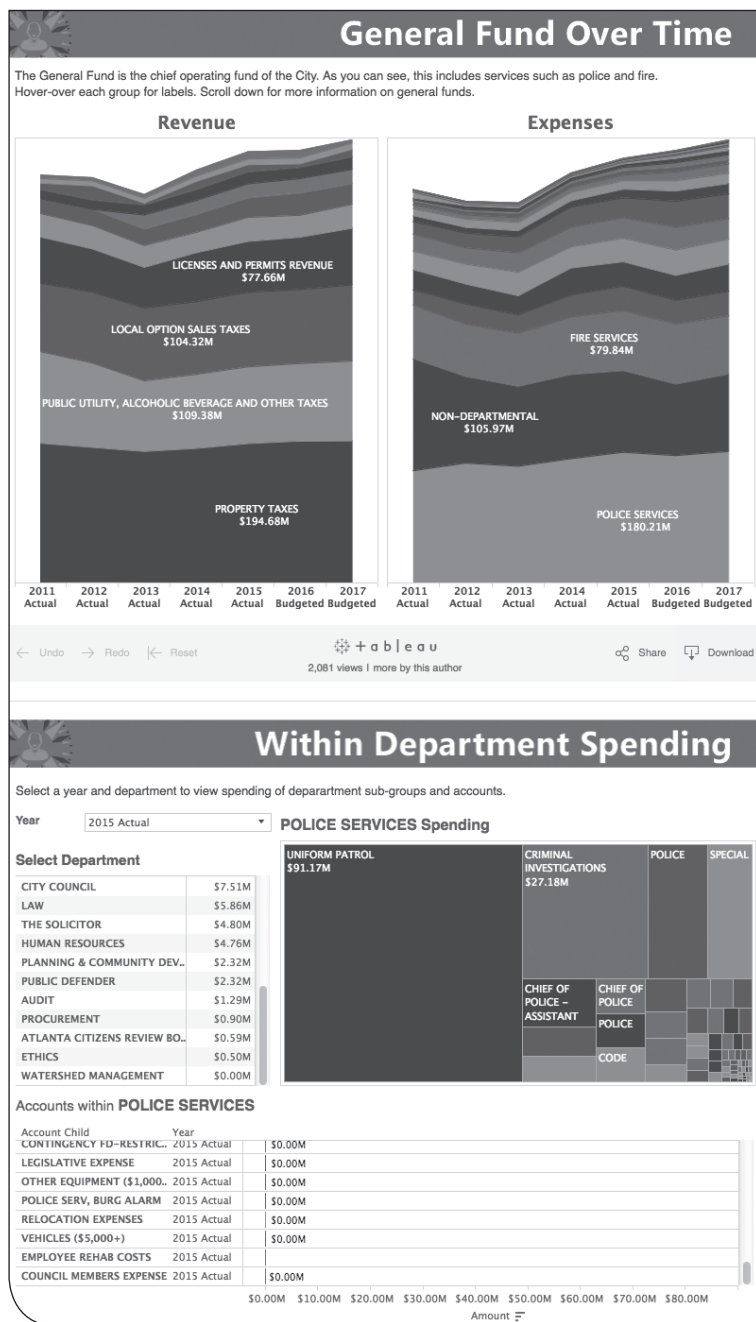 General Fund Over Time
The General Fund is the chief operating fund of the City. As you can see, this includes services such as police and fire.
Hover-over each group for labels. Scroll down for more information on general funds.
Revenue
LICENSES AND PERMITS REVENUE
$77.66M
LOCAL OPTION SALES TAXES
$104.32M
PUBLIC UTILITY, ALCOHOLIC BEVERAGE AND OTHER TAXES
$109.38M
PROPERTY TAXES
$194.68M
2011 2012 2013 2014 2015 2016 2017
Actual Actual Actual Actual Actual Budgeted Budgeted
Expenses
FIRE SERVICES
$79.84M
NON-DEPARTMENTAL
$105.97M
POLICE SERVICES
$180.21M
2011 2012 2013 2014 2015 2016 2017
Actual Actual Actual Actual Actual Budgeted Budgeted
Undo Redo Reset
+ a b l e a u
2,081 views | more by this author
Share Download
Within Department Spending
Select a year and department to view spending of deparartment sub-groups and accounts.
Year 2015 Actual
Select Department
CITY COUNCIL $7.51M
LAW $5.86M
THE SOLICITOR $4.80M
HUMAN RESOURCES $4.76M
PLANNING & COMMUNITY DEV.. $2.32M
PUBLIC DEFENDER $2.32M
AUDIT $1.29M
PROCUREMENT $0.90M
ATLANTA CITIZENS REVIEW BO.. $0.59M
ETHICS $0.50M
WATERSHED MANAGEMENT $0.00M
POLICE SERVICES Spending
UNIFORM PATROL
$91.17M
CRIMINAL
INVESTIGATIONS
$27.18M
POLICE
SPECIAL
CHIEF OF
POLICE –
ASSISTANT
CHIEF OF
POLICE
POLICE
CODE
Accounts within POLICE SERVICES
Account Child Year
CONTINGENCY FD-RESTRIC.. 2015 Actual $0.00M
LEGISLATIVE EXPENSE 2015 Actual $0.00M
OTHER EQUIPMENT ($1,000.. 2015 Actual $0.00M
POLICE SERV, BURG ALARM 2015 Actual $0.00M
RELOCATION EXPENSES 2015 Actual $0.00M
VEHICLES ($5,000+) 2015 Actual $0.00M
EMPLOYEE REHAB COSTS 2015 Actual
COUNCIL MEMBERS EXPENSE 2015 Actual $0.00M
$0.00M $10.00M $20.00M $30.00M $40.00M $50.00M $60.00M $70.00M $80.00M
Amount